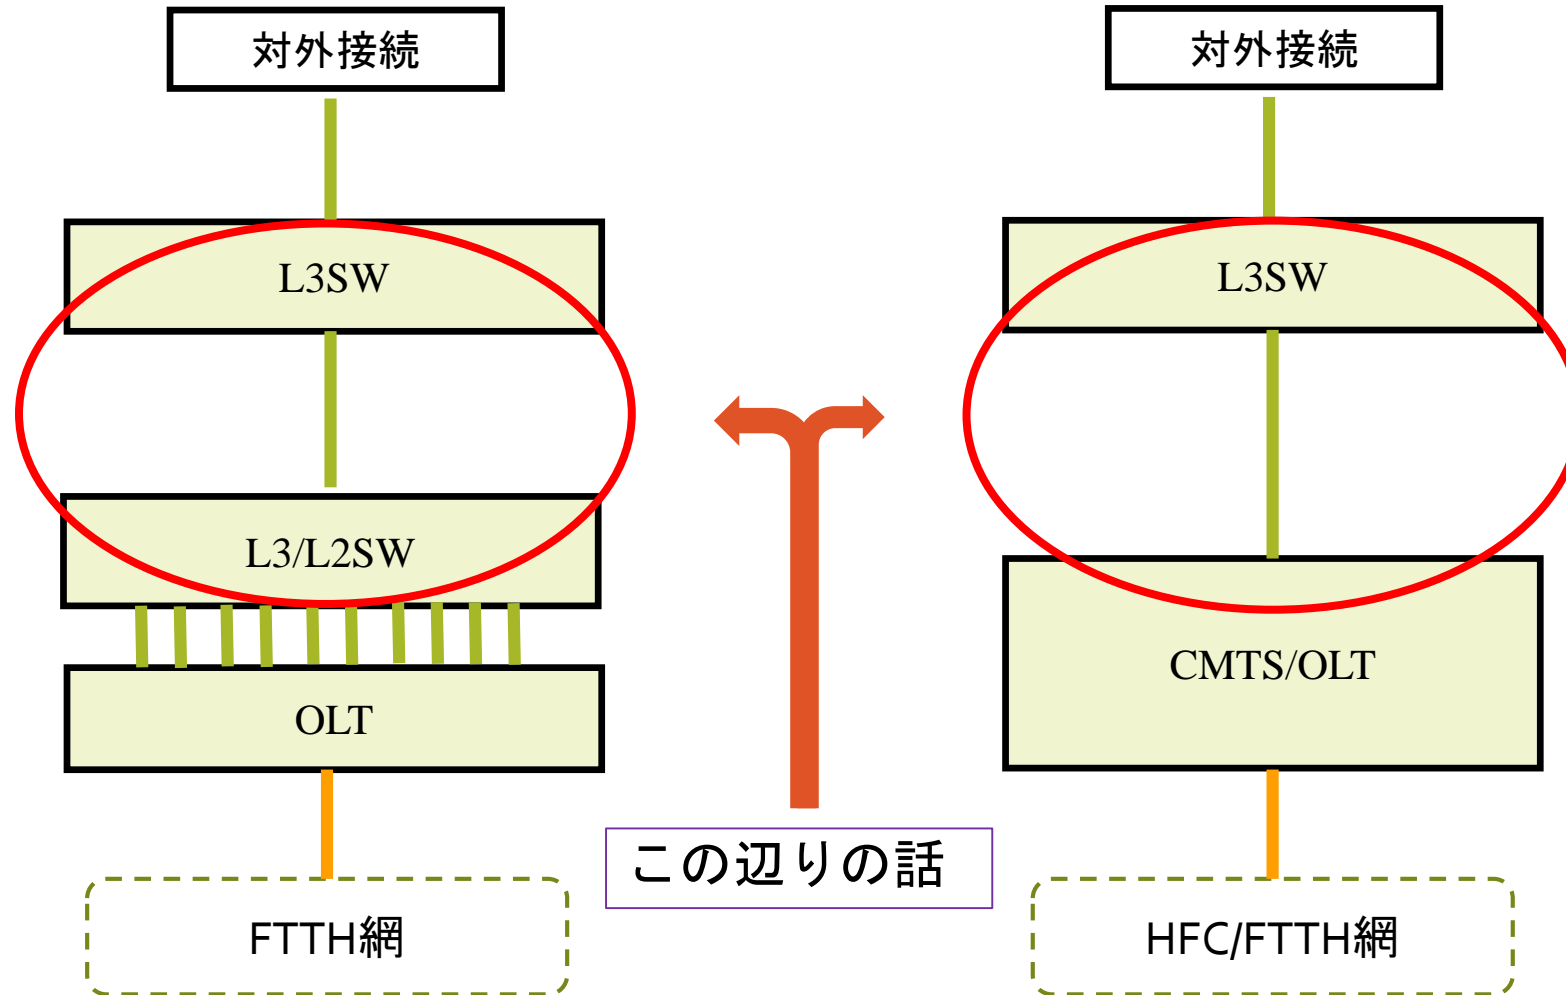 対外接続
対外接続
L3SW
L3SW
L3/L2SW
CMTS/OLT
OLT
この辺りの話
FTTH網
HFC/FTTH網